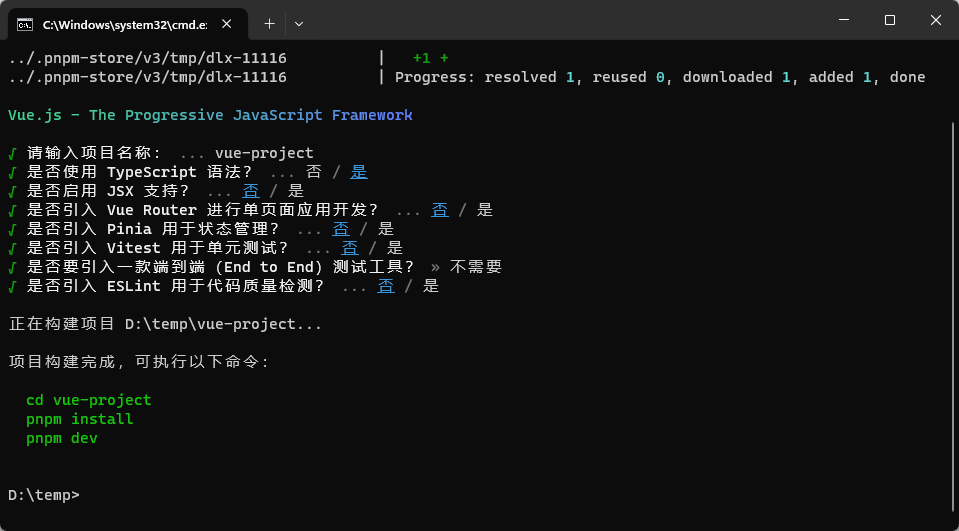 C:\Windows\system32\cmd.e
../.pnpm-store/v3/tmp/dlx-11116 | +1 +
../.pnpm-store/v3/tmp/dlx-11116 | Progress: resolved 1, reused 0, downloaded 1, added 1, done
Vue.js - The Progressive JavaScript Framework
√ 请输入项目名称: ... vue-project
√ 是否使用 TypeScript 语法? ... 否 / 是
√ 是否启用 JSX 支持? ... 否 / 是
√ 是否引入 Vue Router 进行单页面应用开发? ... 否 / 是
√ 是否引入 Pinia 用于状态管理? ... 否 / 是
√ 是否引入 Vitest 用于单元测试? ... 否 / 是
√ 是否要引入一款端到端 (End to End) 测试工具? » 不需要
√ 是否引入 ESLint 用于代码质量检测? ... 否 / 是
正在构建项目 D:\temp\vue-project...
项目构建完成, 可执行以下命令:
cd vue-project
pnpm install
pnpm dev
D:\temp>